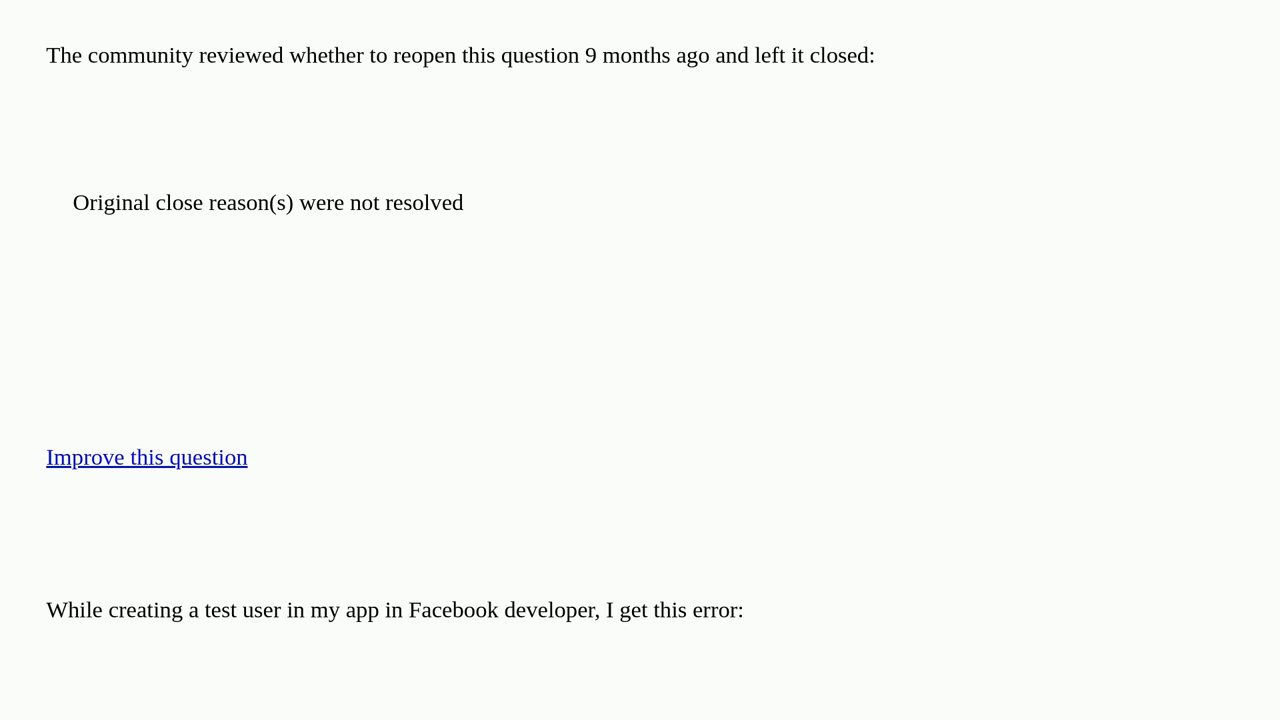 The community reviewed whether to reopen this question 9 months ago and left it closed:
Original close reason(s) were not resolved
Improve this question
While creating a test user in my app in Facebook developer, I get this error: